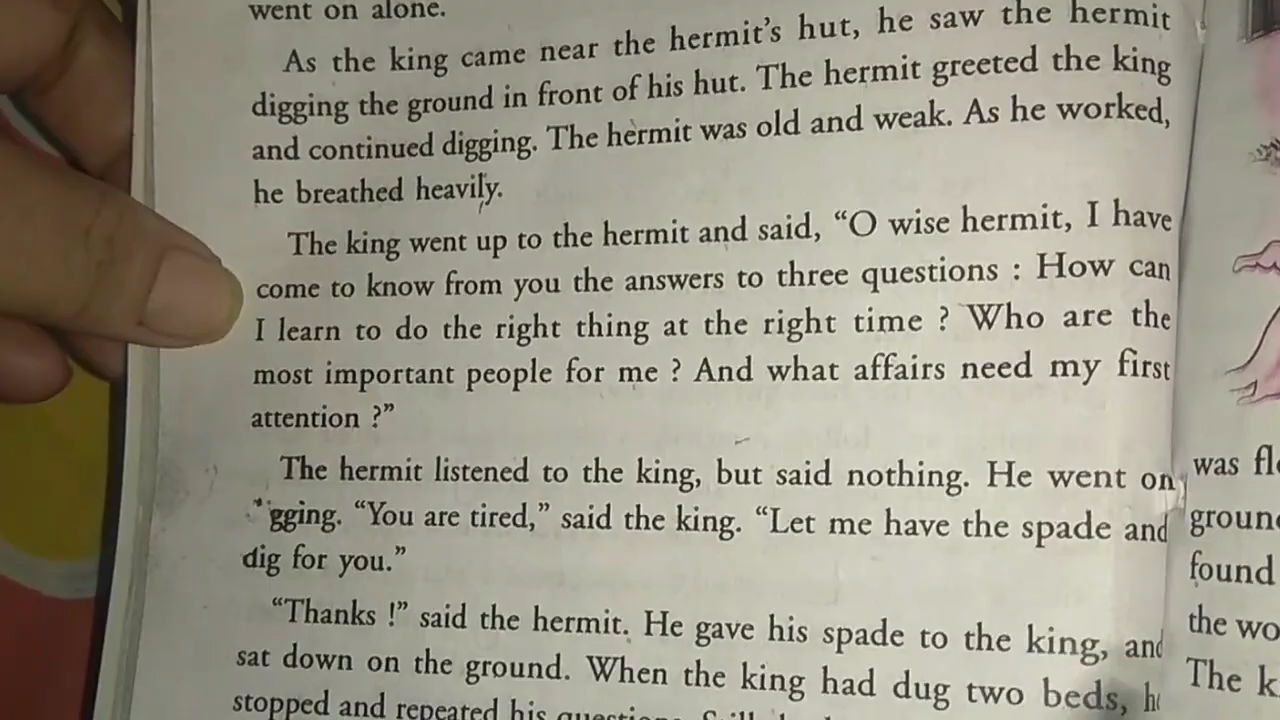 went on alone.
As the king came near the hermit's hut, he saw the hermit
digging the ground in front of his hut. The hermit greeted the king
and continued digging. The hermit was old and weak. As he worked,
he breathed heavily.
The king went up to the hermit and said, “O wise hermit, I have
come to know from you the answers to three questions : How can
I learn to do the right thing at the right time ? Who are the
most important people for me ? And what affairs need my first
attention ?”
The hermit listened to the king, but said nothing. He went on
gging. “You are tired,” said the king. “Let me have the spade and
dig for you.”
“Thanks !” said the hermit. He gave his spade to the king, and
sat down on the ground. When the king had dug two beds,
stopped and repeated his questions.
was
found
the wo
The k